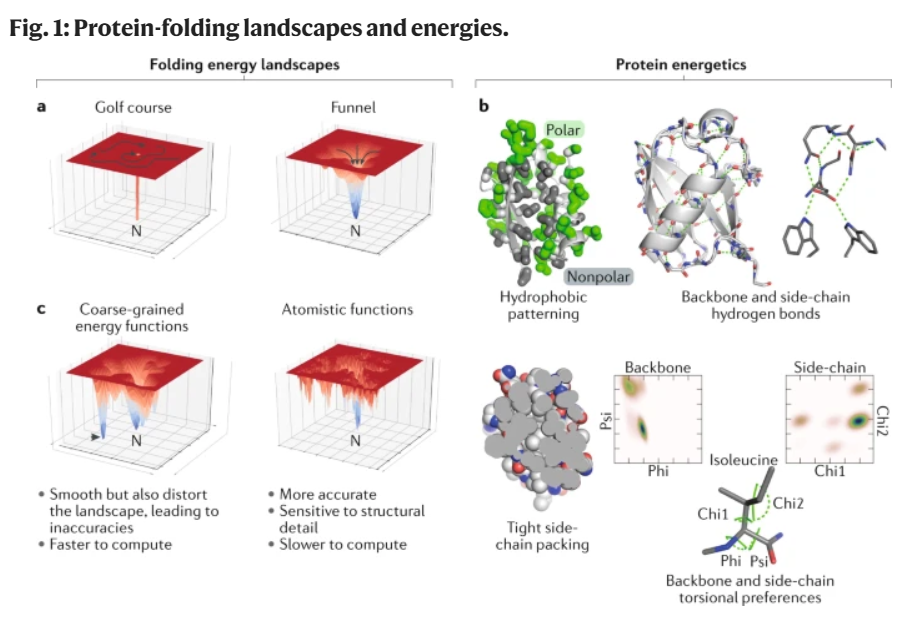 Fig. 1: Protein-folding landscapes and energies.
Folding energy landscapes
Protein energetics
a
Golf course
Funnel
N
N
b
Polar
Nonpolar
Hydrophobic
patterning
Backbone and side-chain
hydrogen bonds
c
Coarse-grained
energy functions
Atomistic functions
N
N
• Smooth but also distort
the landscape, leading to
inaccuracies
• Faster to compute
• More accurate
• Sensitive to structural
detail
• Slower to compute
Tight side-
chain packing
Backbone
Psi
Phi
Side-chain
Chi2
Chi1
Isoleucine
Chi1
Chi2
Phi
Psi
Backbone and side-chain
torsional preferences